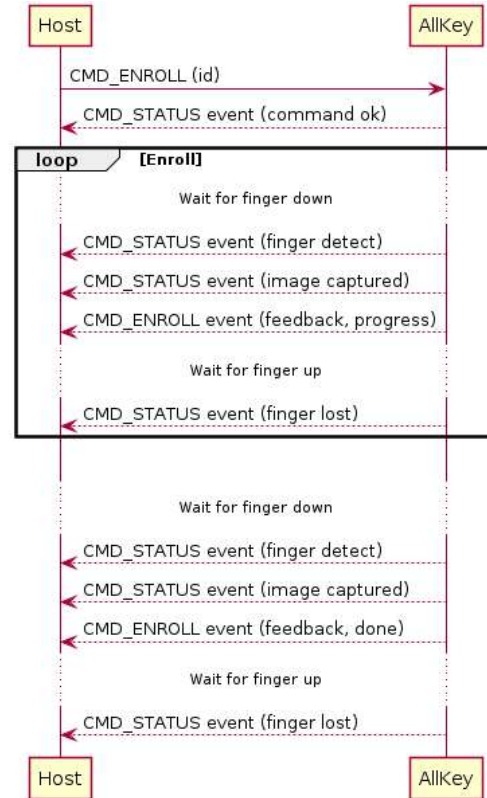 Host AllKey
CMD_ENROLL (id)
CMD_STATUS event (command ok)
loop [Enroll]
Wait for finger down
CMD_STATUS event (finger detect)
CMD_STATUS event (image captured)
CMD_ENROLL event (feedback, progress)
Wait for finger up
CMD_STATUS event (finger lost)
Wait for finger down
CMD_STATUS event (finger detect)
CMD_STATUS event (image captured)
CMD_ENROLL event (feedback, done)
Wait for finger up
CMD_STATUS event (finger lost)
Host AllKey